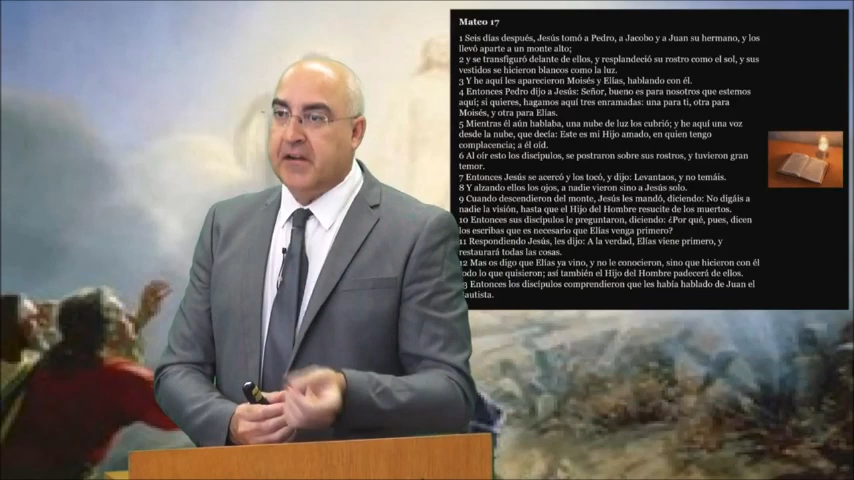 Mateo 17
1 Seis días después, Jesús tomó a Pedro, a Jacobo y a Juan su hermano, y los
llevó aparte a un monte alto;
2 y se transfiguró delante de ellos, y resplandeció su rostro como el sol, y sus
vestidos se hicieron blancos como la luz.
3 Y he aquí les aparecieron Moisés y Elías, hablando con él.
4 Entonces Pedro dijo a Jesús: Señor, bueno es para nosotros que estemos
aquí; si quieres, hagamos aquí tres enramadas: una para ti, otra para
Moisés, y otra para Elías.
5 Mientras él aún hablaba, una nube de luz los cubrió; y he aquí una voz
desde la nube, que decía: Este es mi Hijo amado, en quien tengo
complacencia; a él oíd.
6 Al oír esto los discípulos, se postraron sobre sus rostros, y tuvieron gran
temor.
7 Entonces Jesús se acercó y los tocó, y dijo: Levantaos, y no temáis.
8 Y alzando ellos los ojos, a nadie vieron sino a Jesús solo.
9 Cuando descendieron del monte, Jesús les mandó, diciendo: No digáis a
nadie la visión, hasta que el Hijo del Hombre resucite de los muertos.
10 Entonces sus discípulos le preguntaron, diciendo: ¿Por qué, pues, dicen
los escribas que es necesario que Elías venga primero?
11 Respondiendo Jesús, les dijo: A la verdad, Elías viene primero, y
restaurará todas las cosas.
12 Mas os digo que Elías ya vino, y no le conocieron, sino que hicieron con él
todo lo que quisieron; así también el Hijo del Hombre padecerá de ellos.
3 Entonces los discípulos comprendieron que les había hablado de Juan el
autista.